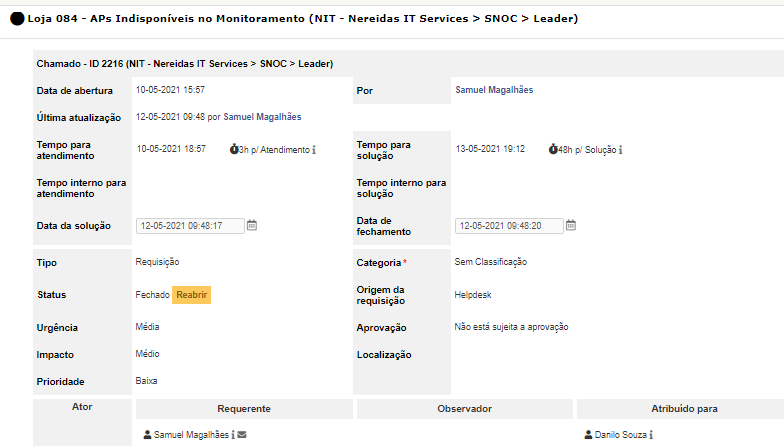 Loja 084 - APs Indisponíveis no Monitoramento (NIT - Nereidas IT Services > SNOC > Leader)
Chamado - ID 2216 (NIT - Nereidas IT Services > SNOC > Leader)
Data de abertura 10-05-2021 15:57 Por Samuel Magalhães
Última atualização 12-05-2021 09:48 por Samuel Magalhães
Tempo para
atendimento 10-05-2021 18:57 3h p/ Atendimento
Tempo para
solução 13-05-2021 19:12 48h p/ Solução
Tempo interno para
atendimento
Tempo interno para
solução
Data da solução 12-05-2021 09:48:17
Data de
fechamento 12-05-2021 09:48:20
Tipo Requisição Categoria * Sem Classificação
Status Fechado Reabrir
Origem da
requisição Helpdesk
Urgência Média Aprovação Não está sujeita a aprovação
Impacto Médio Localização
Prioridade Baixa
Ator Requerente Observador Atribuído para
Samuel Magalhães Danilo Souza